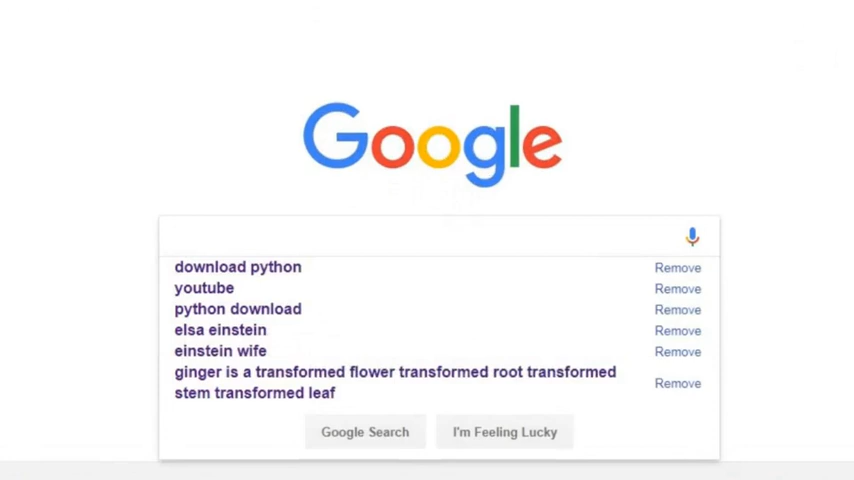 Google
download python Remove
youtube Remove
python download Remove
elsa einstein Remove
einstein wife Remove
ginger is a transformed flower transformed root transformed
stem transformed leaf Remove
Google Search I'm Feeling Lucky